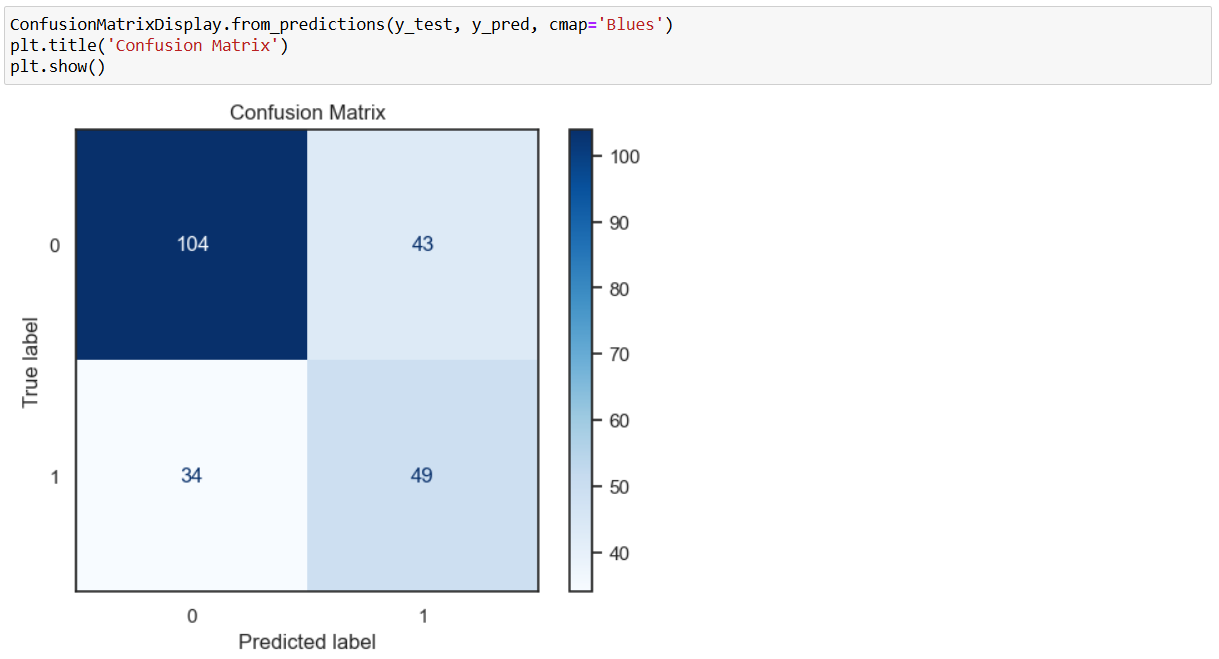 ConfusionMatrixDisplay.from_predictions(y_test, y_pred, cmap='Blues')
plt.title('Confusion Matrix')
plt.show()
Confusion Matrix
100
90
80
70
60
50
40
0
104
43
True label
1
34
49
0
1
Predicted label